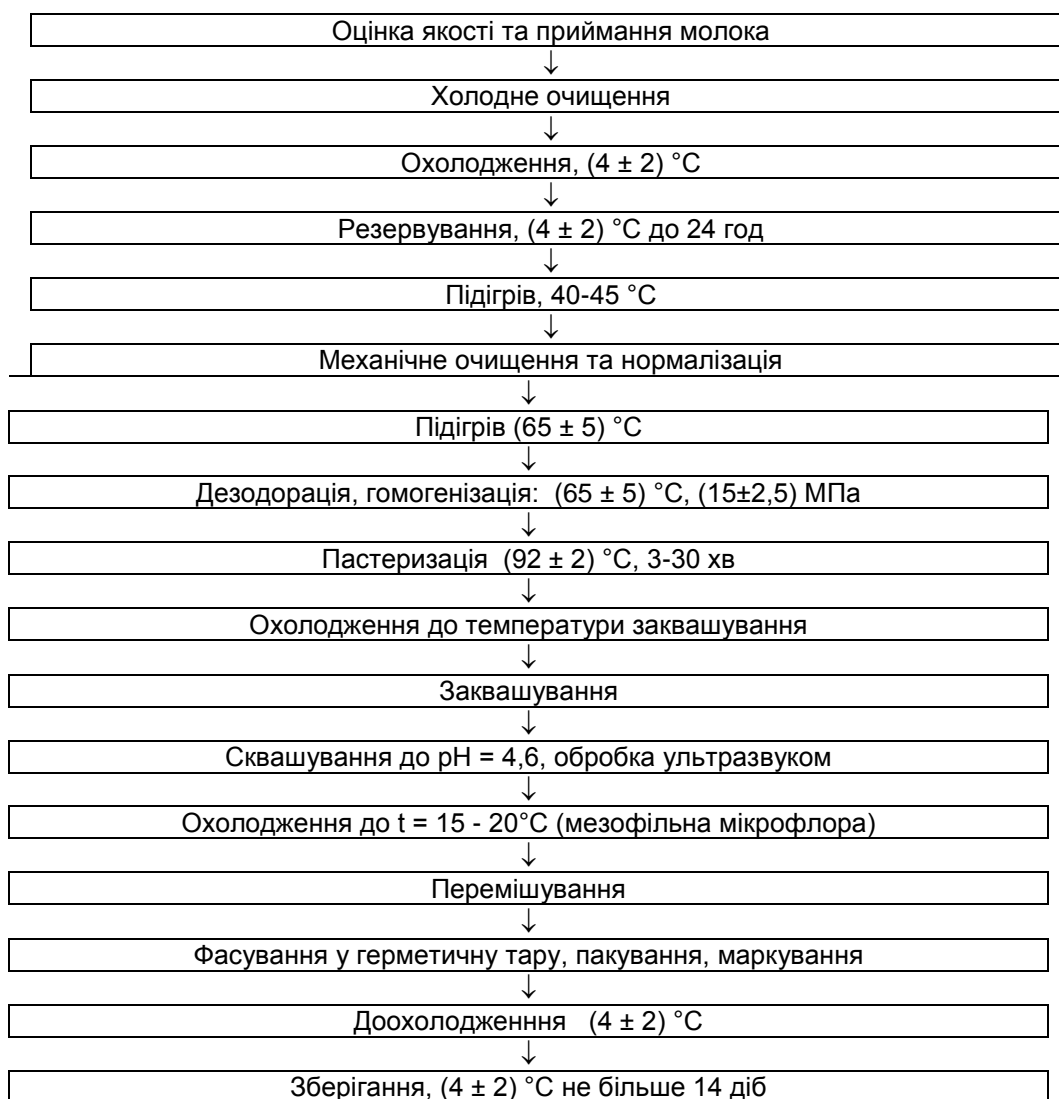 Оцінка якості та приймання молока
↓
Холодне очищення
↓
Охолодження, (4 ± 2) °С
↓
Резервування, (4 ± 2) °С до 24 год
↓
Підігрів, 40-45 °С
↓
Механічне очищення та нормалізація
↓
Підігрів (65 ± 5) °С
↓
Дезодорація, гомогенізація: (65 ± 5) °С, (15±2,5) МПа
↓
Пастеризація (92 ± 2) °С, 3-30 хв
↓
Охолодження до температури заквашування
↓
Заквашування
↓
Сквашування до рН = 4,6, обробка ультразвуком
↓
Охолодження до t = 15 - 20°С (мезофільна мікрофлора)
↓
Перемішування
↓
Фасування у герметичну тару, пакування, маркування
↓
Доохолодженння (4 ± 2) °С
↓
Зберігання, (4 ± 2) °С не більше 14 діб